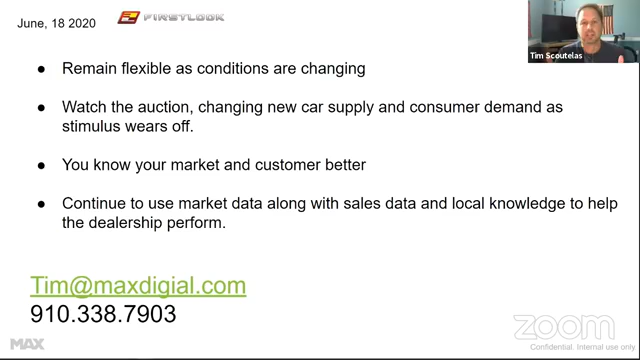 June, 18 2020
FIRSTLOOK
Tim Scoutelas
● Remain flexible as conditions are changing
● Watch the auction, changing new car supply and consumer demand as
stimulus wears off.
● You know your market and customer better
● Continue to use market data along with sales data and local knowledge to help
the dealership perform.
Tim@maxdigial.com
910.338.7903
MAX
zoom
Confidential. Internal use only.